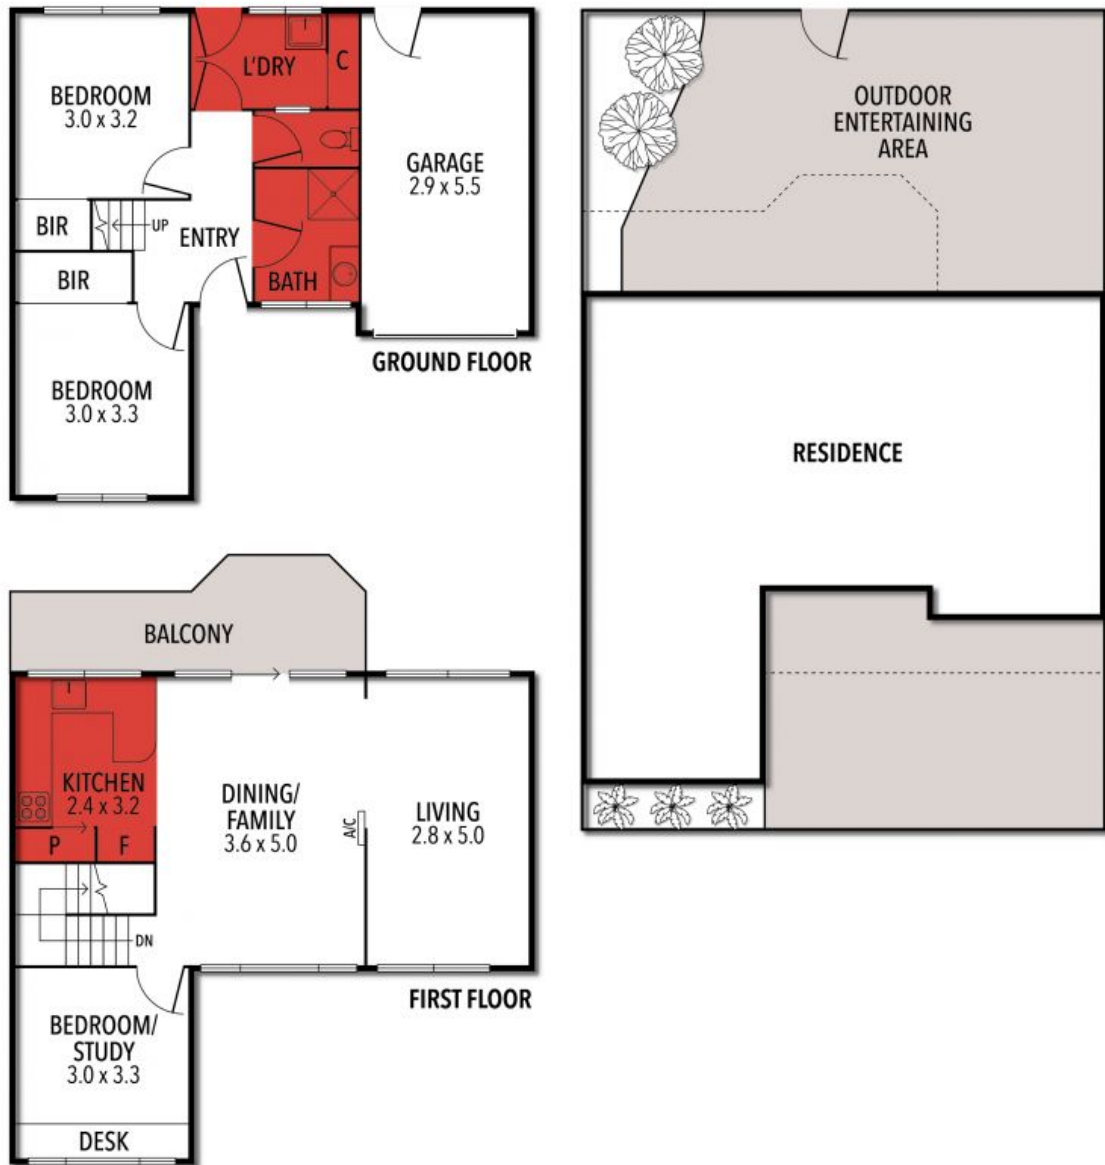 BEDROOM
3.0 x 3.2
L'DRY
C
GARAGE
2.9 x 5.5
BIR
UP
ENTRY
BIR
BATH
BEDROOM
3.0 x 3.3
GROUND FLOOR
OUTDOOR
ENTERTAINING
AREA
RESIDENCE
BALCONY
KITCHEN
2.4 x 3.2
P
F
DINING/
FAMILY
3.6 x 5.0
A/C
LIVING
2.8 x 5.0
DN
BEDROOM/
STUDY
3.0 x 3.3
DESK
FIRST FLOOR